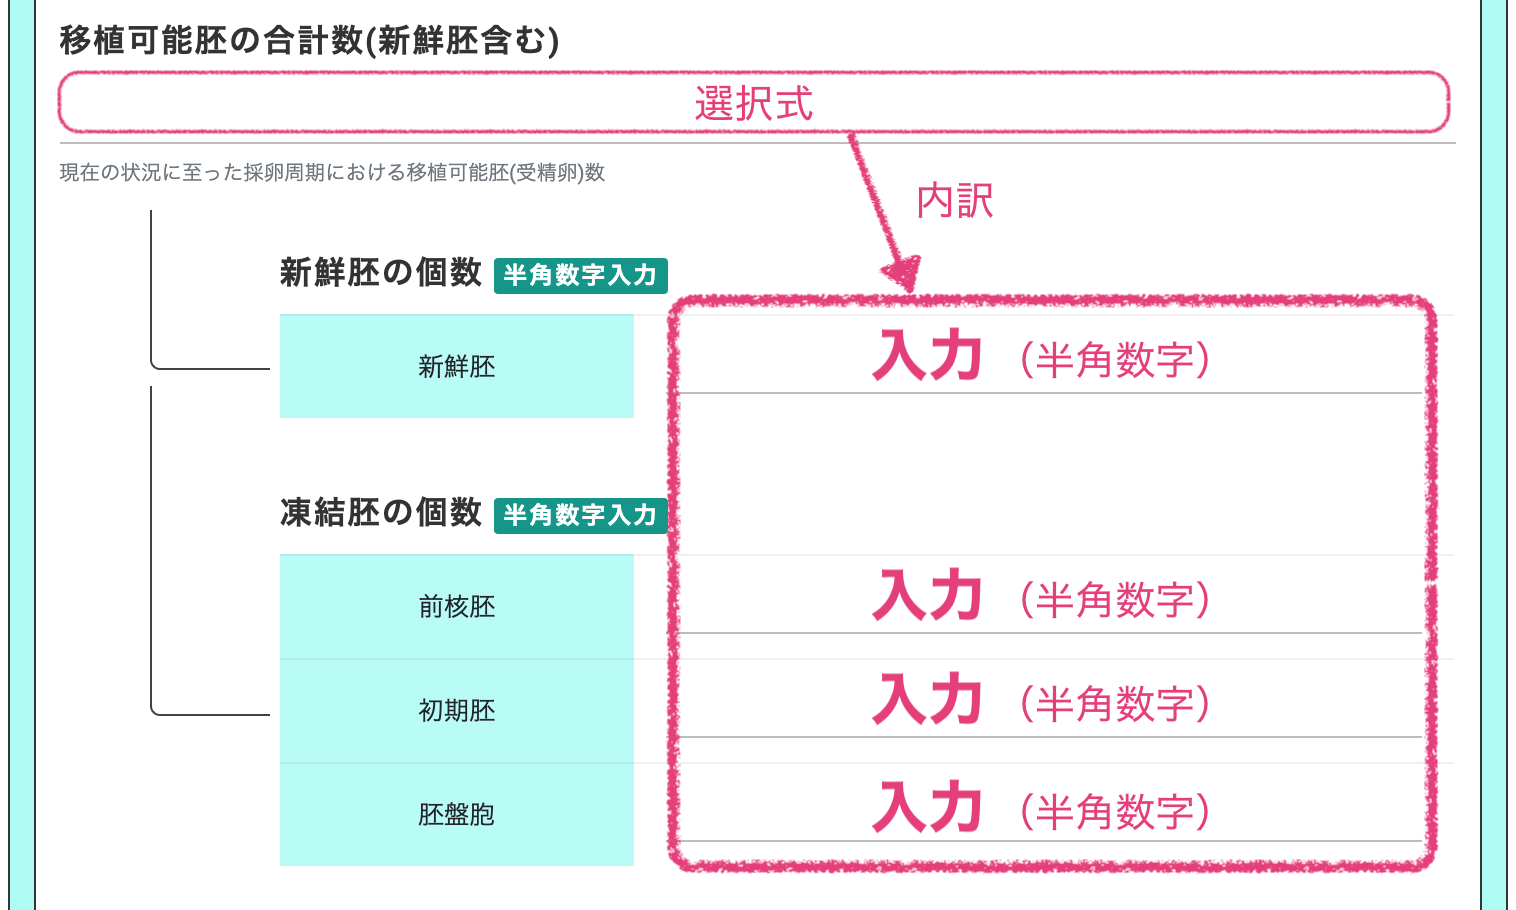 移植可能胚の合計数(新鮮胚含む)
選択式
現在の状況に至った採卵周期における移植可能胚(受精卵)数
内訳
新鮮胚の個数 半角数字入力
新鮮胚 入力（半角数字）
凍結胚の個数 半角数字入力
前核胚 入力（半角数字）
初期胚 入力（半角数字）
胚盤胞 入力（半角数字）